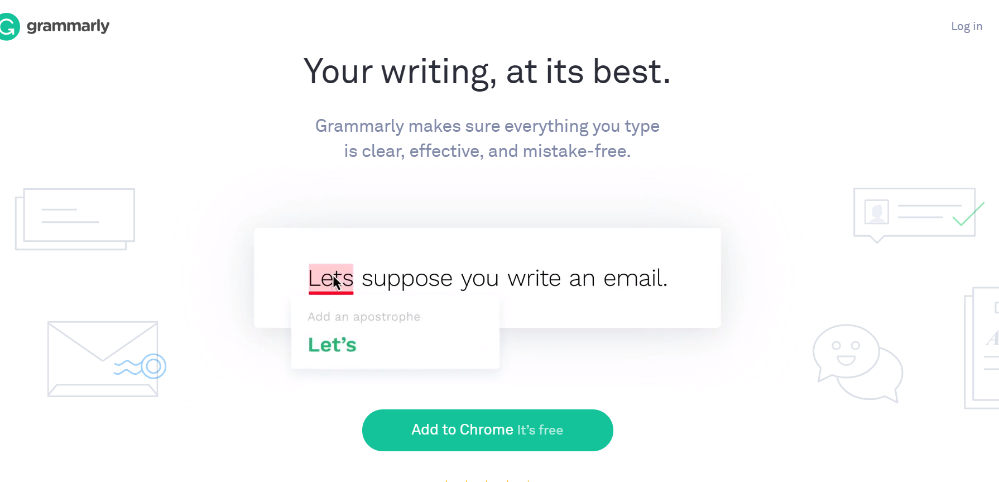 grammarly
Log in
Your writing, at its best.
Grammarly makes sure everything you type
is clear, effective, and mistake-free.
Lets suppose you write an email.
Add an apostrophe
Let’s
A
Add to Chrome It’s free